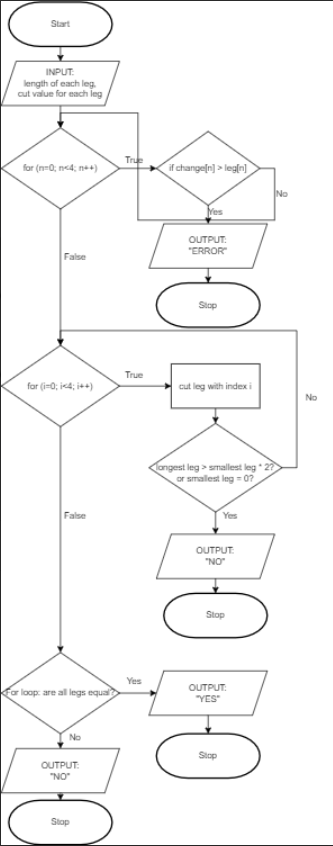 Start
INPUT:
length of each leg,
cut value for each leg
for (n=0; n<4; n++)
True
if change[n] > leg[n]
No
Yes
OUTPUT:
"ERROR"
False
Stop
for (i=0; i<4; i++)
True
cut leg with index i
No
longest leg > smallest leg * 2?
or smallest leg = 0?
False
Yes
OUTPUT:
"NO"
Stop
For loop: are all legs equal?
Yes
OUTPUT:
"YES"
No
Stop
OUTPUT:
"NO"
Stop